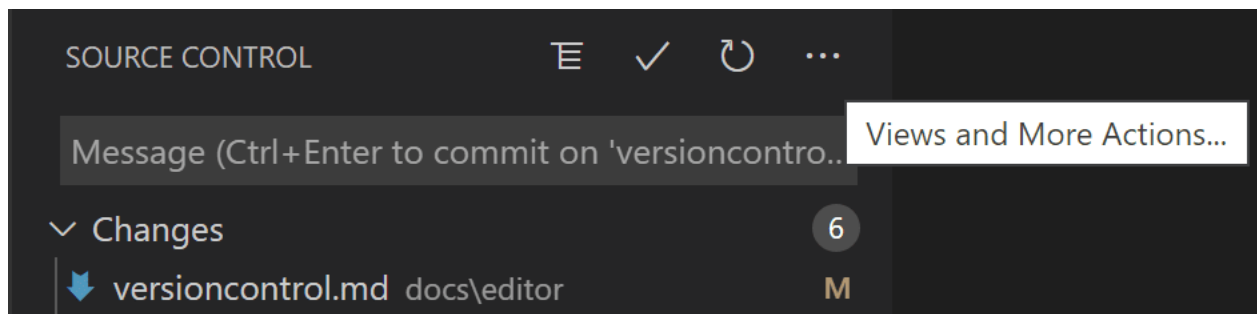 SOURCE CONTROL
Views and More Actions...
Message (Ctrl+Enter to commit on 'versioncontro...
Changes 6
versioncontrol.md docs\editor M